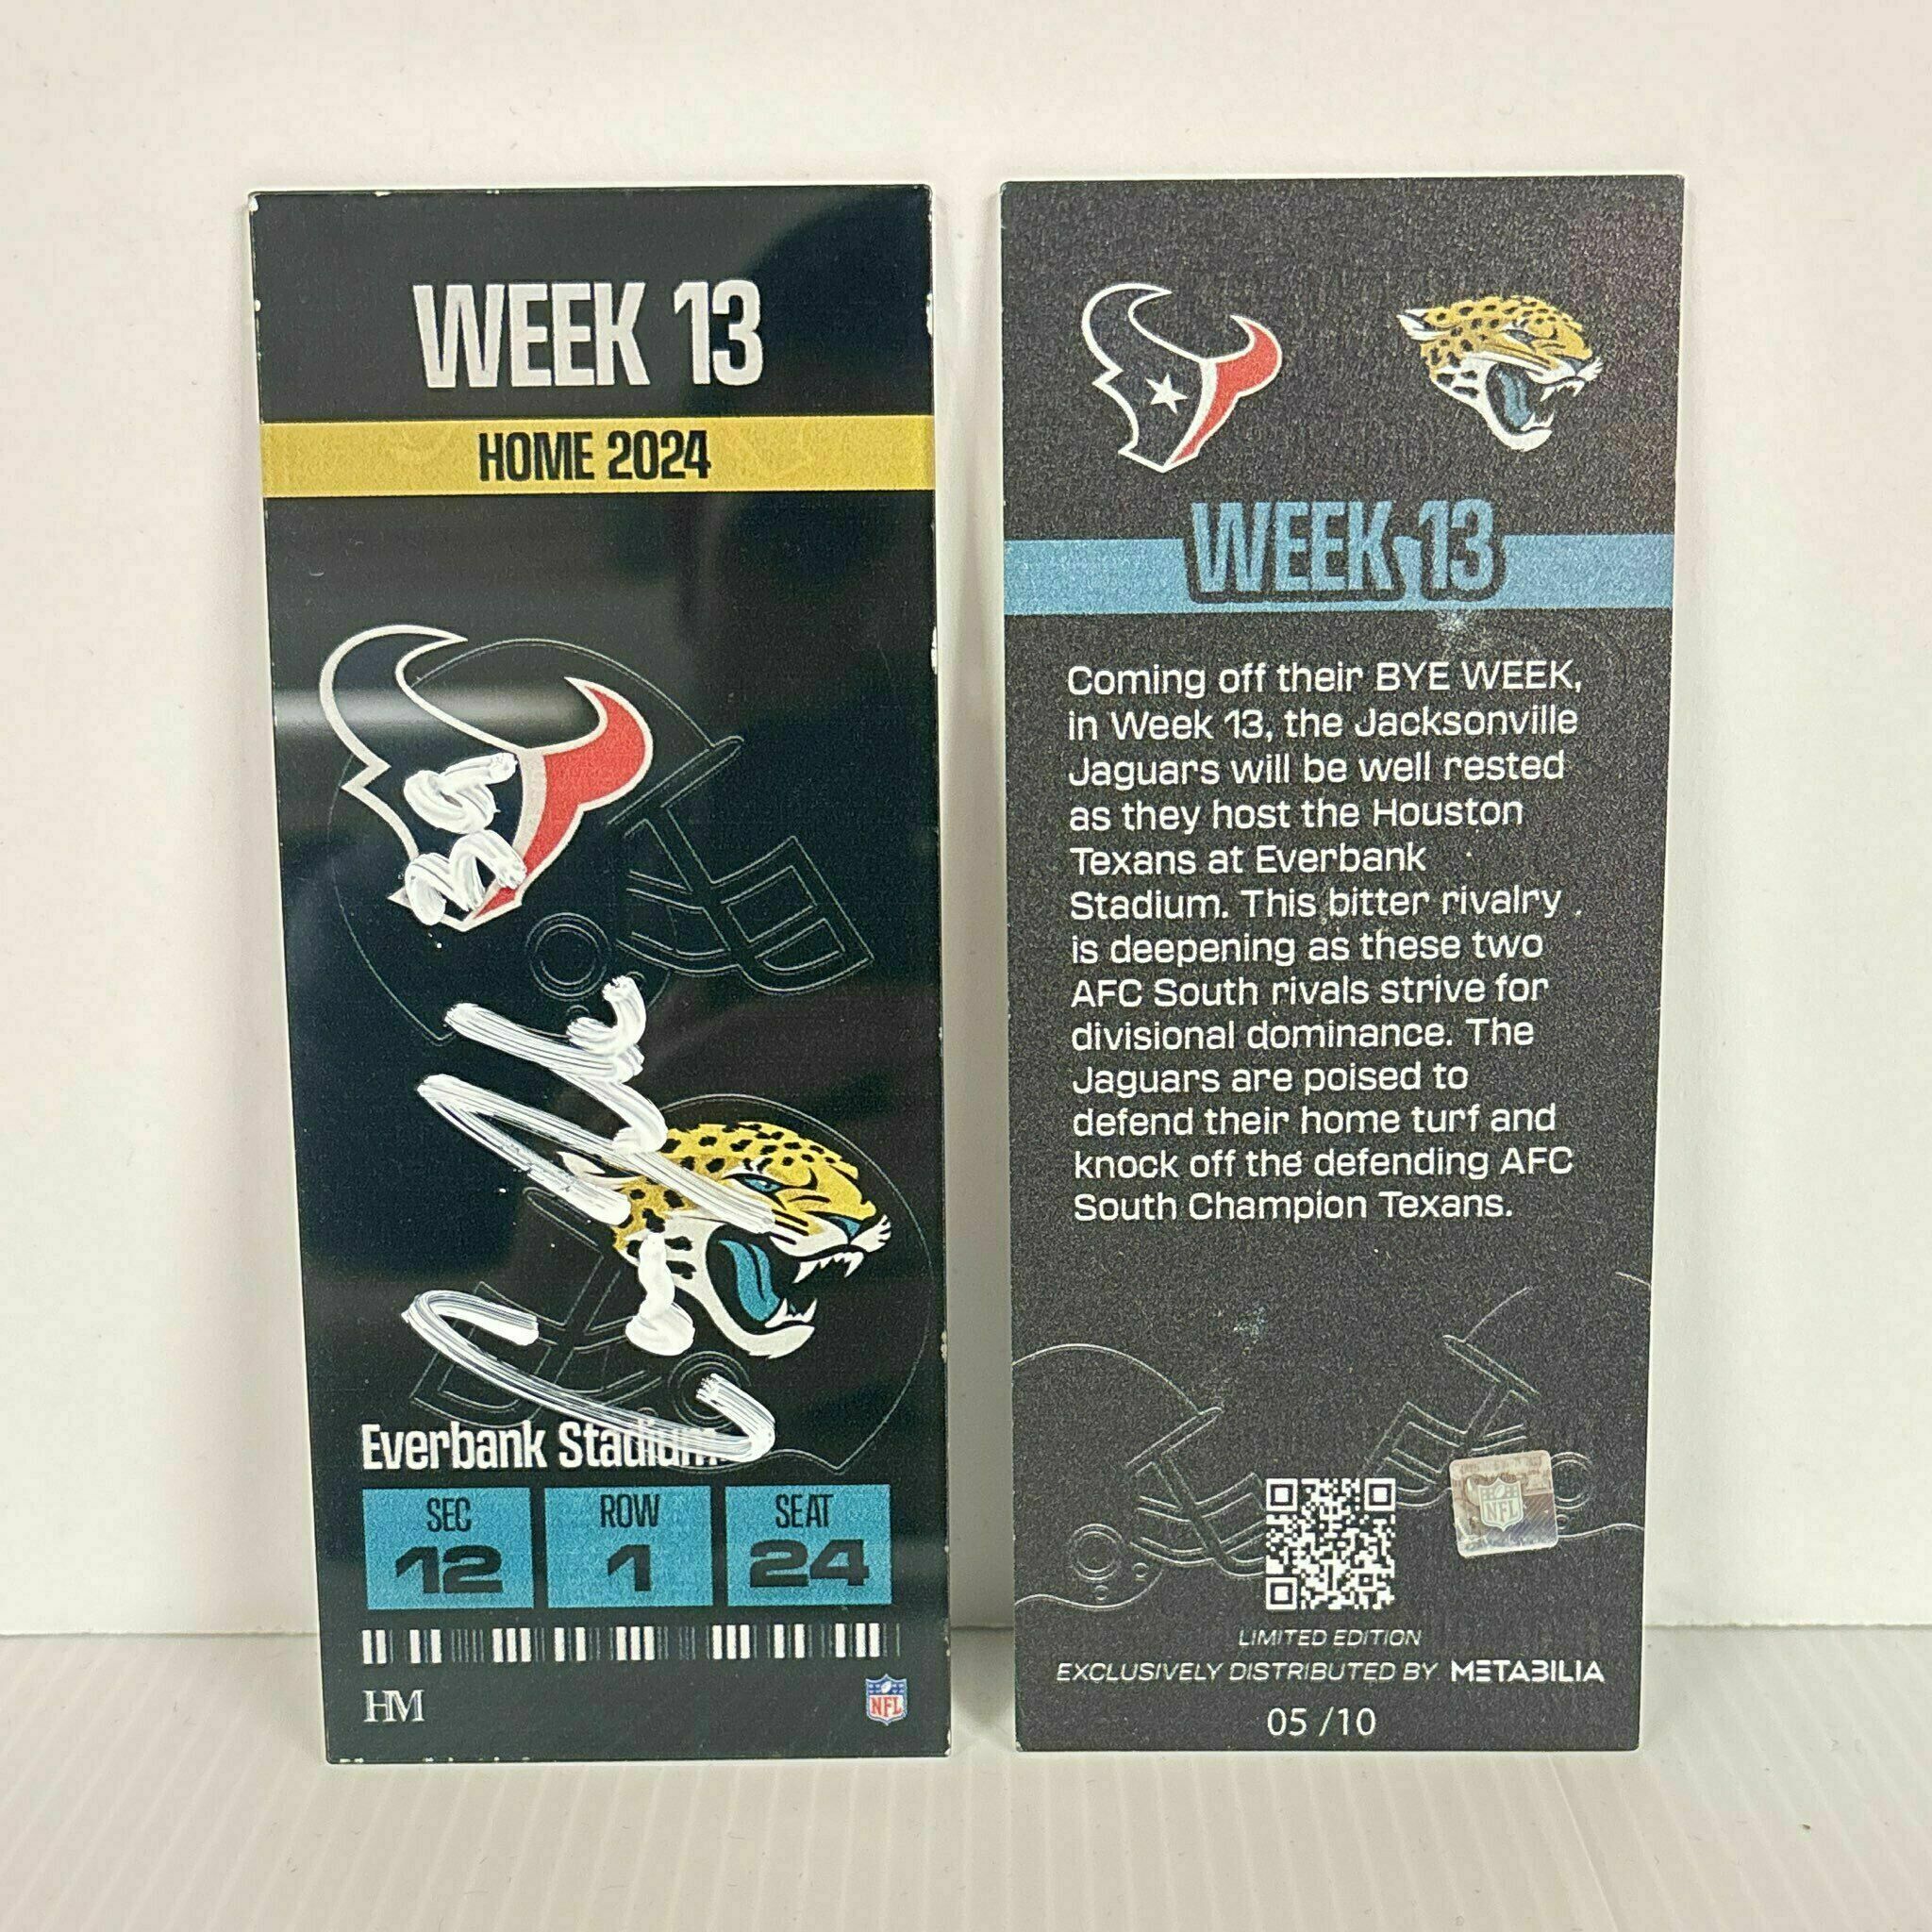 WEEK 13
HOME 2024
Everbank Stadium
SEC
12
ROW
1
SEAT
24
HM
NFL
WEEK 13
Coming off their BYE WEEK,
in Week 13, the Jacksonville
Jaguars will be well rested
as they host the Houston
Texans at Everbank
Stadium. This bitter rivalry
is deepening as these two
AFC South rivals strive for
divisional dominance. The
Jaguars are poised to
defend their home turf and
knock off the defending AFC
South Champion Texans.
NFL
LIMITED EDITION
EXCLUSIVELY DISTRIBUTED BY METABILIA
05 /10